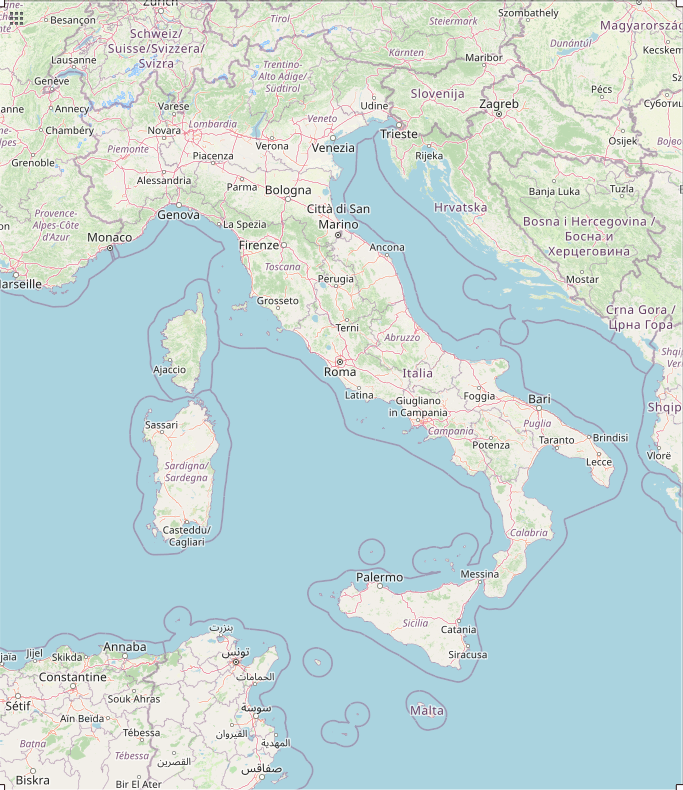 Zürich
Besançon
Schweiz/
Suisse/Svizzera/
Svizra
Tirol
Steiermark
Szombathely
Magyarország
Lausanne
Kärnten
Maribor
Dunántúl
Kecskem
Genève
Trentino-
Alto Adige/
Südtirol
Slovenija
Pécs
Sz
anne
Annecy
Varese
Udine
Zagreb
Суботиц
Chambéry
Novara
Lombardia
Veneto
Trieste
Osijek
Piemonte
Piacenza
Verona
Venezia
Rijeka
Bojeo
Grenoble
Alessandria
Parma
Bologna
Banja Luka
Tuzla
Provence-
Alpes-Côte
d'Azur
Genova
La Spezia
Città di San
Marino
Hrvatska
Bosna i Hercegovina /
Босна и
Херцеговина
on
Monaco
Firenze
Ancona
Toscana
Perugia
Mostar
Marseille
Grosseto
Terni
Abruzzo
Crna Gora /
Црна Гора
Ajaccio
Roma
Italia
Latina
Giugliano
in Campania
Foggia
Bari
Shqip
Sassari
Campania
Puglia
Potenza
Taranto
Brindisi
Lecce
Vlorë
Sardigna/
Sardegna
Casteddu/
Cagliari
Calabria
Palermo
Messina
Sicilia
Catania
Siracusa
بنزرت
jaïa
Jijel
Skikda
Annaba
تونس
Constantine
الحمامات
Sétif
Souk Ahras
سوسة
Malta
Aïn Beïda
Tébessa
القيروان
المهدية
Batna
Tébessa
القصرين
صفاقس
Biskra
Bir El Ater